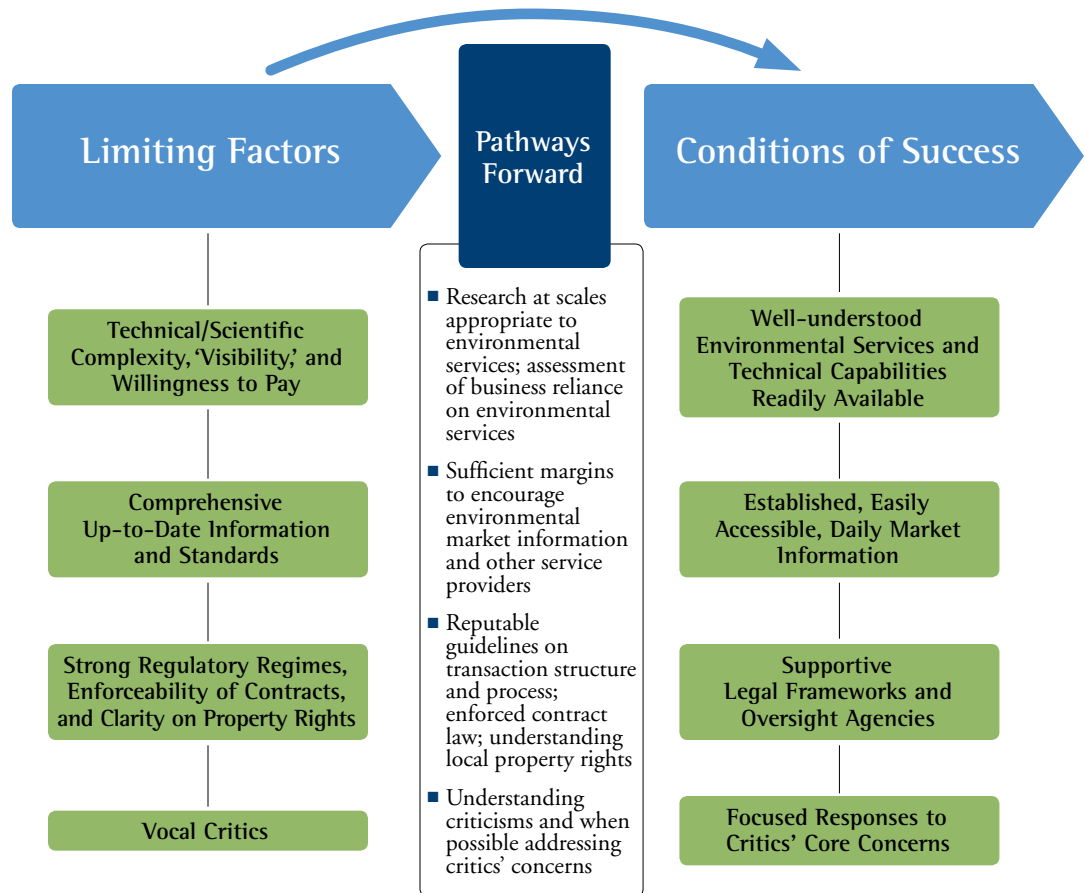 Limiting Factors
Technical/Scientific
Complexity, 'Visibility,' and
Willingness to Pay
Comprehensive
Up-to-Date Information
and Standards
Strong Regulatory Regimes,
Enforceability of Contracts,
and Clarity on Property Rights
Vocal Critics
Pathways
Forward
■ Research at scales
appropriate to
environmental
services; assessment
of business reliance
on environmental
services
■ Sufficient margins
to encourage
environmental
market information
and other service
providers
■ Reputable
guidelines on
transaction structure
and process;
enforced contract
law; understanding
local property rights
■ Understanding
criticisms and when
possible addressing
critics' concerns
Conditions of Success
Well-understood
Environmental Services and
Technical Capabilities
Readily Available
Established, Easily
Accessible, Daily Market
Information
Supportive
Legal Frameworks and
Oversight Agencies
Focused Responses to
Critics' Core Concerns